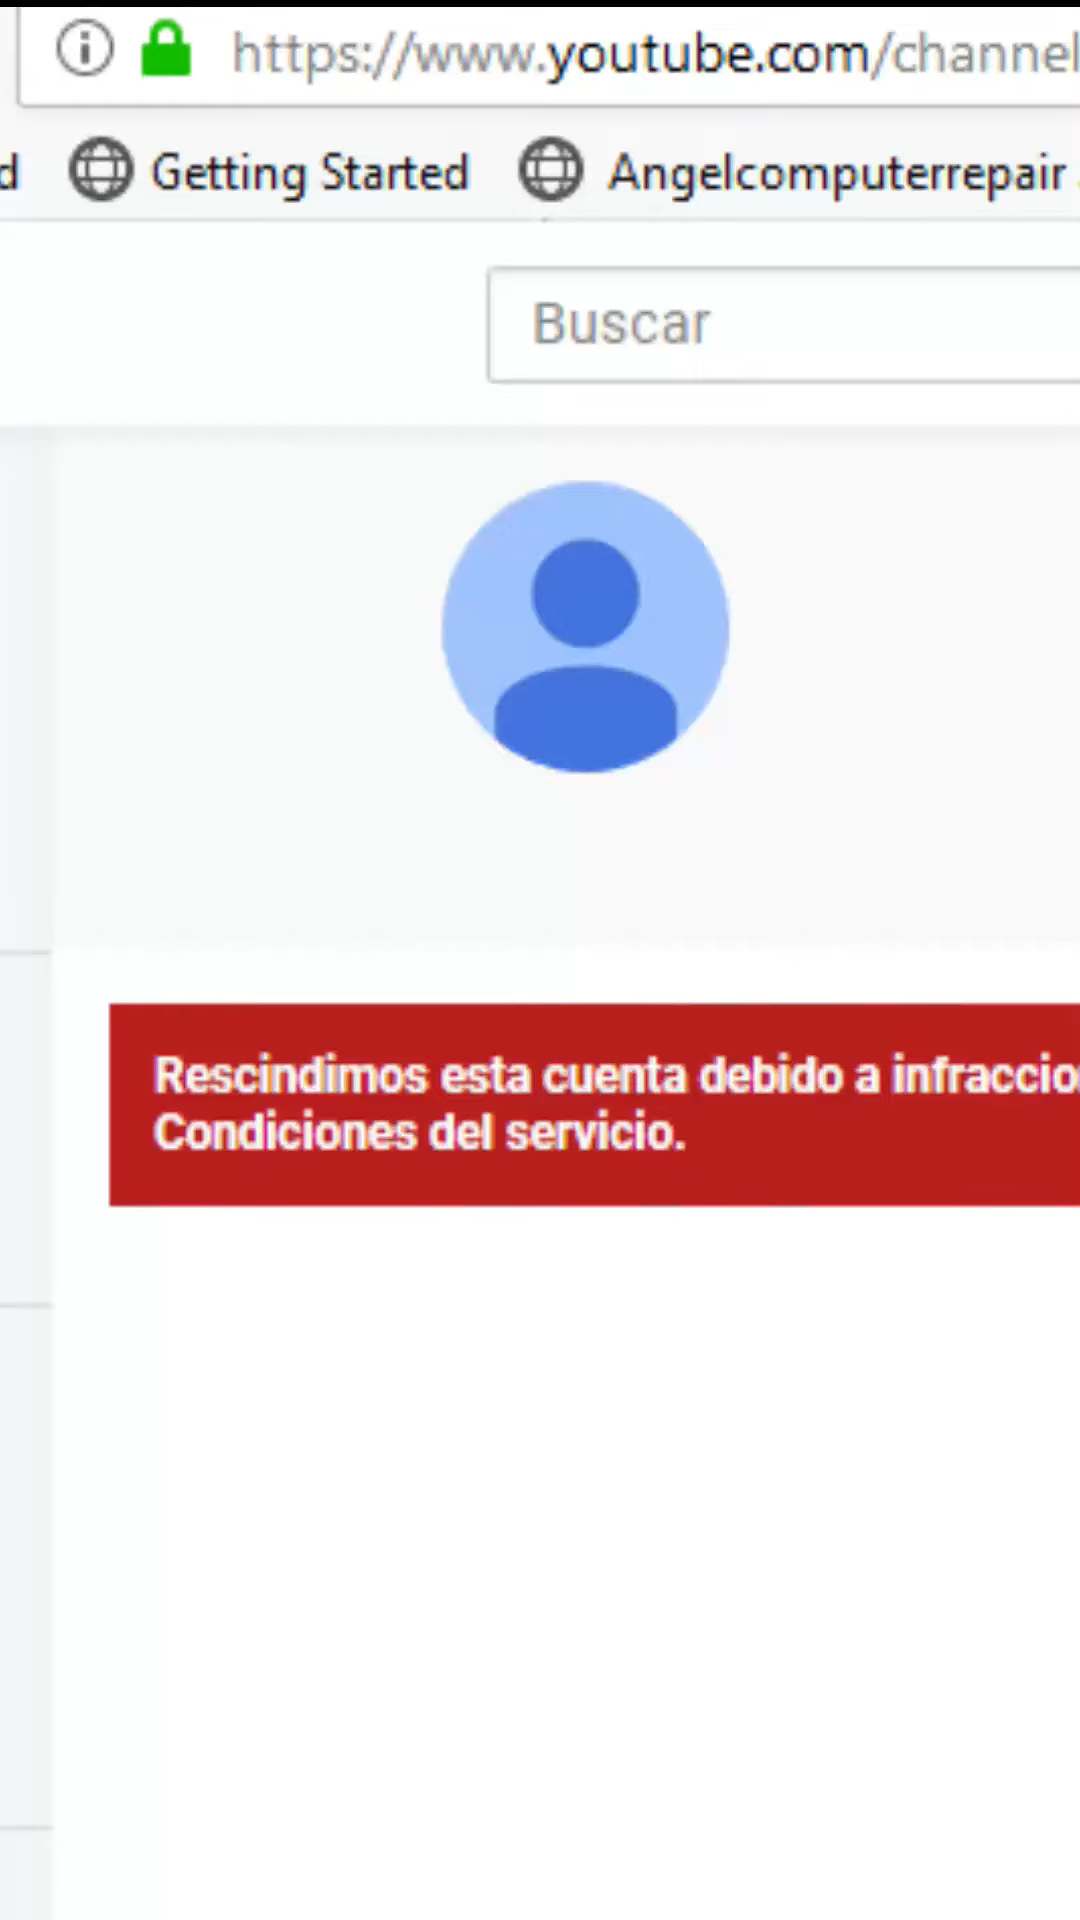 https://www.youtube.com/channel
Getting Started Angelcomputerrepair
Buscar
Rescindimos esta cuenta debido a
Condiciones del servicio.